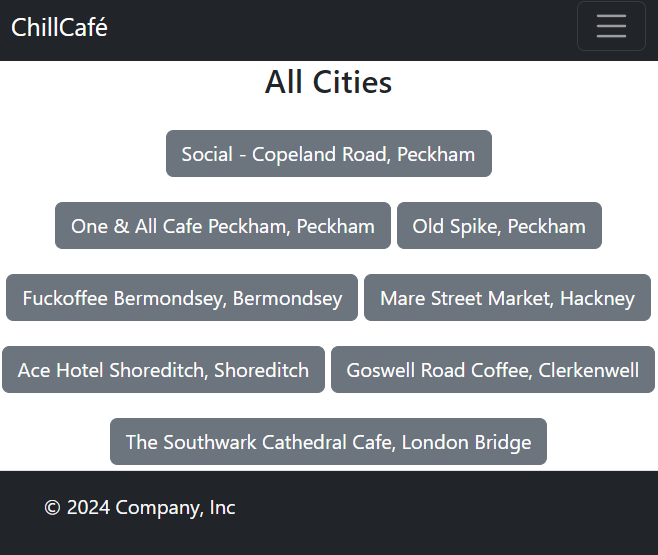 ChillCafé
All Cities
Social - Copeland Road, Peckham
One & All Cafe Peckham, Peckham
Old Spike, Peckham
Fuckoffee Bermondsey, Bermondsey
Mare Street Market, Hackney
Ace Hotel Shoreditch, Shoreditch
Goswell Road Coffee, Clerkenwell
The Southwark Cathedral Cafe, London Bridge
© 2024 Company, Inc